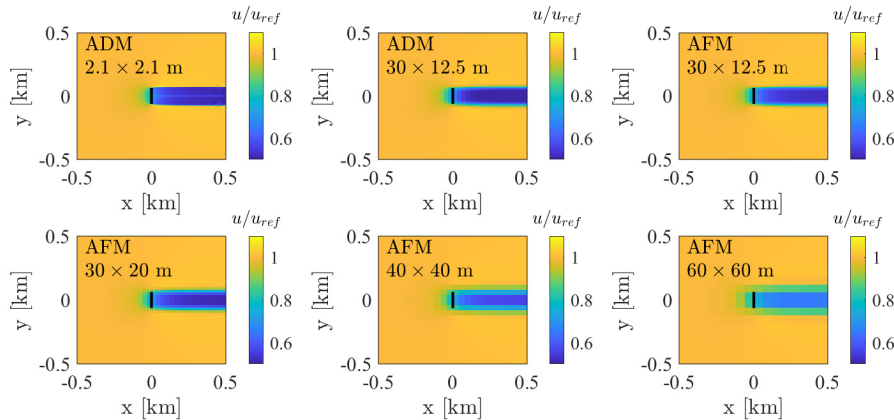 u/u_ref
u/u_ref
u/u_ref
0.5
ADM
2.1 × 2.1 m
1
0.8
0.6
y [km]
0
-0.5
-0.5
0
0.5
x [km]
0.5
ADM
30 × 12.5 m
1
0.8
0.6
y [km]
0
-0.5
-0.5
0
0.5
x [km]
0.5
AFM
30 × 12.5 m
1
0.8
0.6
y [km]
0
-0.5
-0.5
0
0.5
x [km]
u/u_ref
u/u_ref
u/u_ref
0.5
AFM
30 × 20 m
1
0.8
0.6
y [km]
0
-0.5
-0.5
0
0.5
x [km]
0.5
AFM
40 × 40 m
1
0.8
0.6
y [km]
0
-0.5
-0.5
0
0.5
x [km]
0.5
AFM
60 × 60 m
1
0.8
0.6
y [km]
0
-0.5
-0.5
0
0.5
x [km]